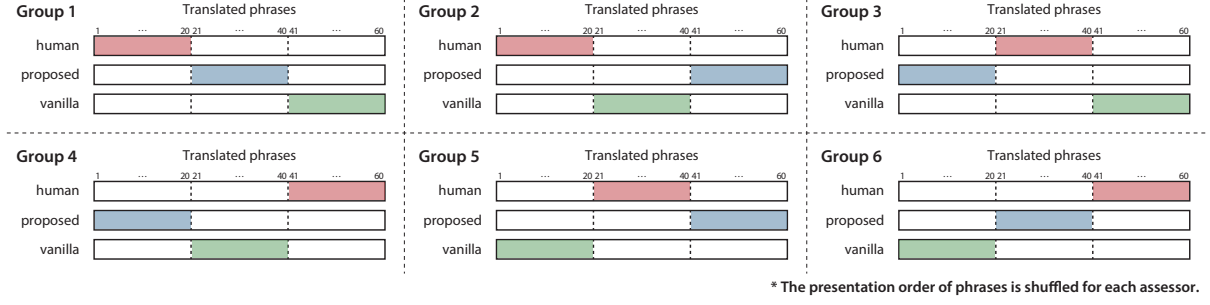 Group 1 Translated phrases
1 ... 20 21 ... 40 41 ... 60
human
proposed
vanilla
Group 2 Translated phrases
1 ... 20 21 ... 40 41 ... 60
human
proposed
vanilla
Group 3 Translated phrases
1 ... 20 21 ... 40 41 ... 60
human
proposed
vanilla
Group 4 Translated phrases
1 ... 20 21 ... 40 41 ... 60
human
proposed
vanilla
Group 5 Translated phrases
1 ... 20 21 ... 40 41 ... 60
human
proposed
vanilla
Group 6 Translated phrases
1 ... 20 21 ... 40 41 ... 60
human
proposed
vanilla
* The presentation order of phrases is shuffled for each assessor.